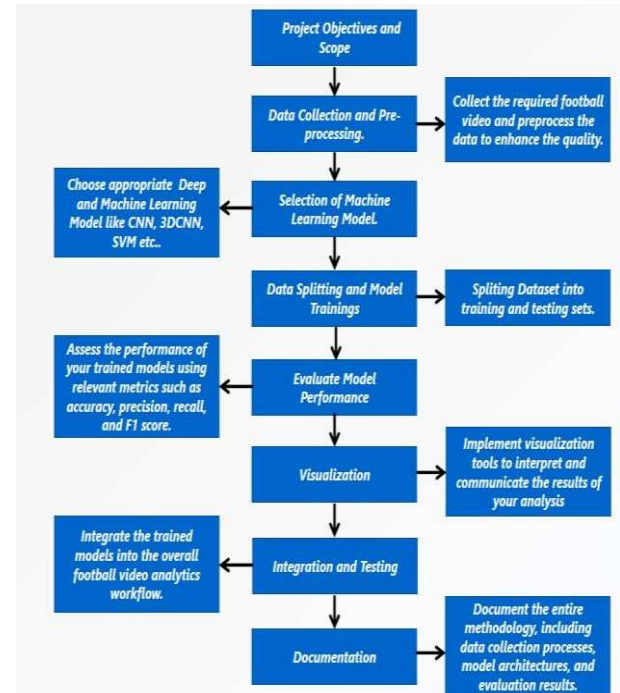 Project Objectives and
Scope
Data Collection and Pre-
processing.
Collect the required football
video and preprocess the
data to enhance the quality.
Choose appropriate Deep
and Machine Learning
Model like CNN, 3DCNN,
SVM etc..
Selection of Machine
Learning Model.
Data Splitting and Model
Trainings
Spliting Dataset into
training and testing sets.
Assess the performance of
your trained models using
relevant metrics such as
accuracy, precision, recall,
and F1 score.
Evaluate Model
Performance
Visualization
Implement visualization
tools to interpret and
communicate the results of
your analysis
Integrate the trained
models into the overall
football video analytics
workflow.
Integration and Testing
Documentation
Document the entire
methodology, including
data collection processes,
model architectures, and
evaluation results.